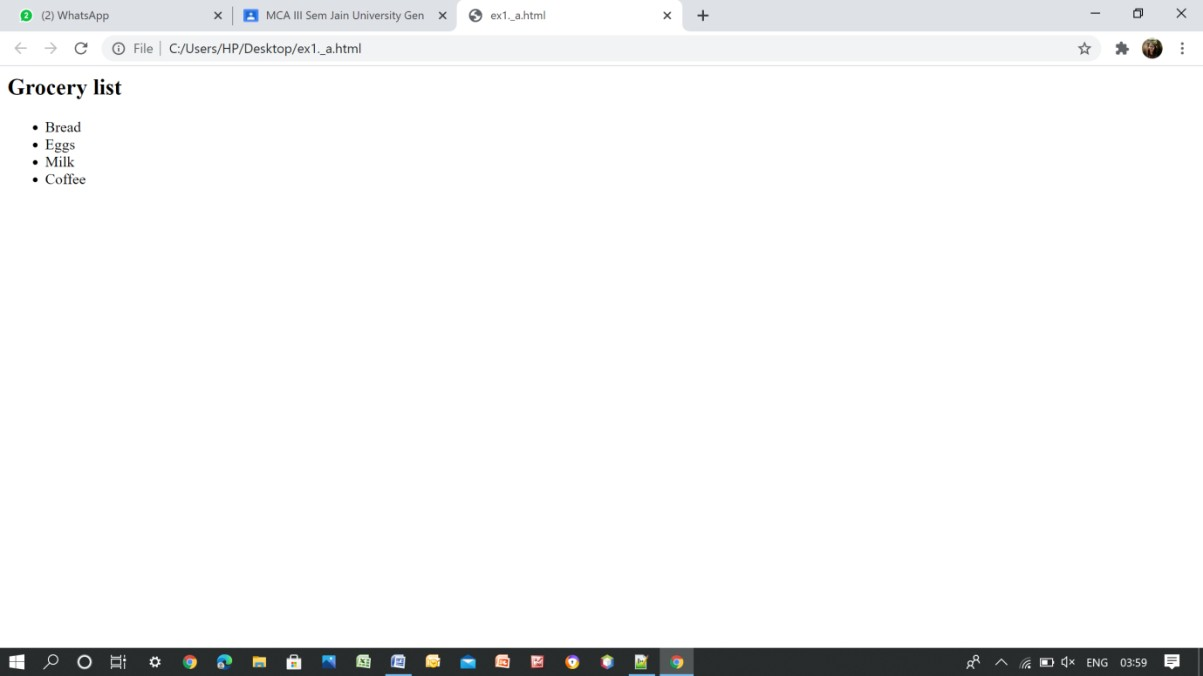 (2) WhatsApp
MCA III Sem Jain University Gen
ex1._a.html
File
C:/Users/HP/Desktop/ex1._a.html
Grocery list
Bread
Eggs
Milk
Coffee
ENG
03:59